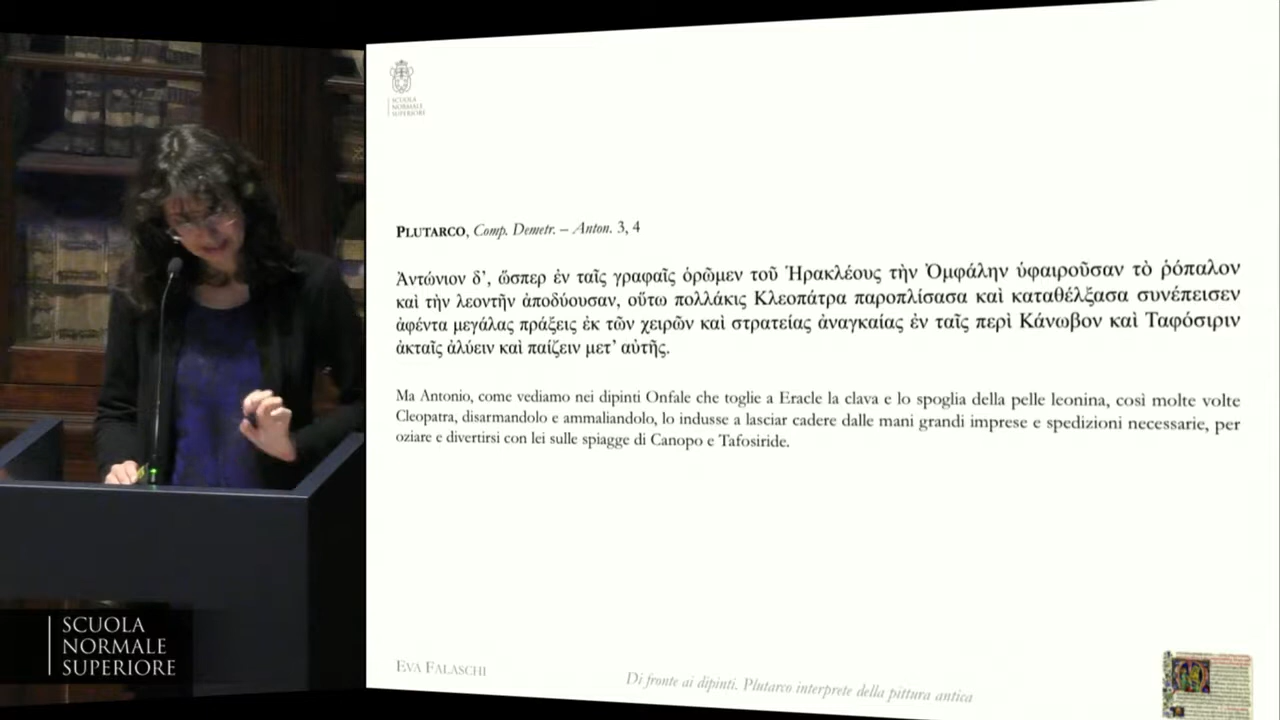 SCUOLA
NORMALE
SUPERIORE
PLUTARCO, Comp. Demetr. – Anton. 3, 4
Ἀντώνιον δ’, ὥσπερ ἐν ταῖς γραφαῖς ὁρῶμεν τοῦ Ἡρακλέους τὴν Ὀμφάλην ὑφαιροῦσαν τὸ ῥόπαλον
καὶ τὴν λεοντῆν ἀποδύουσαν, οὕτω πολλάκις Κλεοπάτρα παροπλίσασα καὶ καταθέλξασα συνέπεισεν
ἀφέντα μεγάλας πράξεις ἐκ τῶν χειρῶν καὶ στρατείας ἀναγκαίας ἐν ταῖς περὶ Κάνωβον καὶ Ταφόσιριν
ἀκταῖς ἀλύειν καὶ παίζειν μετ’ αὐτῆς.
Ma Antonio, come vediamo nei dipinti Onfale che toglie a Eracle la clava e lo spoglia della pelle leonina, così molte volte
Cleopatra, disarmandolo e ammaliandolo, lo indusse a lasciar cadere dalle mani grandi imprese e spedizioni necessarie, per
oziare e divertirsi con lei sulle spiagge di Canopo e Tafosiride.
EVA FALASCHI
Di fronte ai dipinti. Plutarco interprete della pittura antica
SCUOLA
NORMALE
SUPERIORE